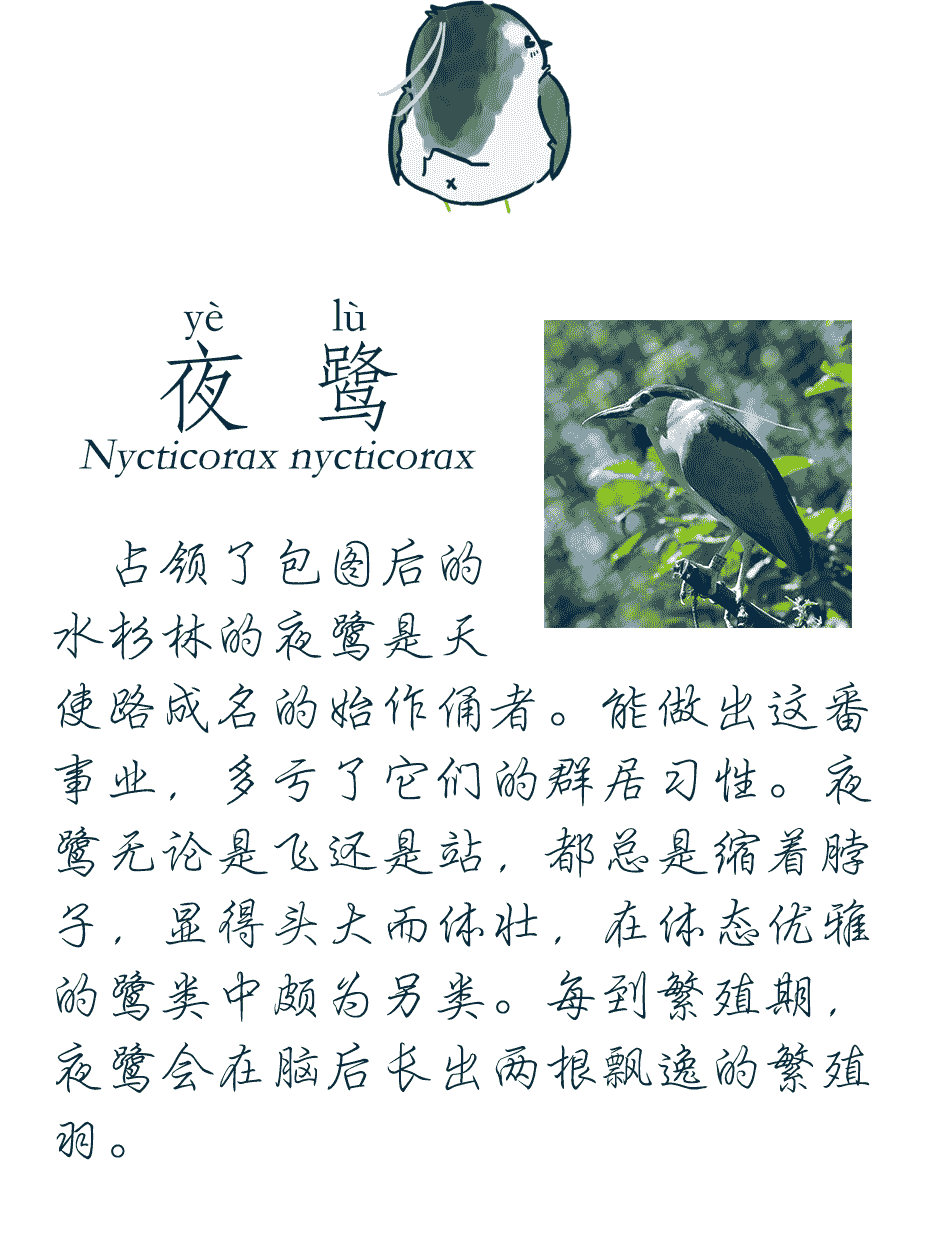 yè lù
夜鹭
Nycticorax nycticorax
占领了包图后的
水杉林的夜鹭是天
使路成名的始作俑者。能做出这番
事业，多亏了它们的群居习性。夜
鹭无论是飞还是站，都总是缩着脖
子，显得头大而体壮，在体态优雅
的鹭类中颇为另类。每到繁殖期，
夜鹭会在脑后长出两根飘逸的繁殖
羽。